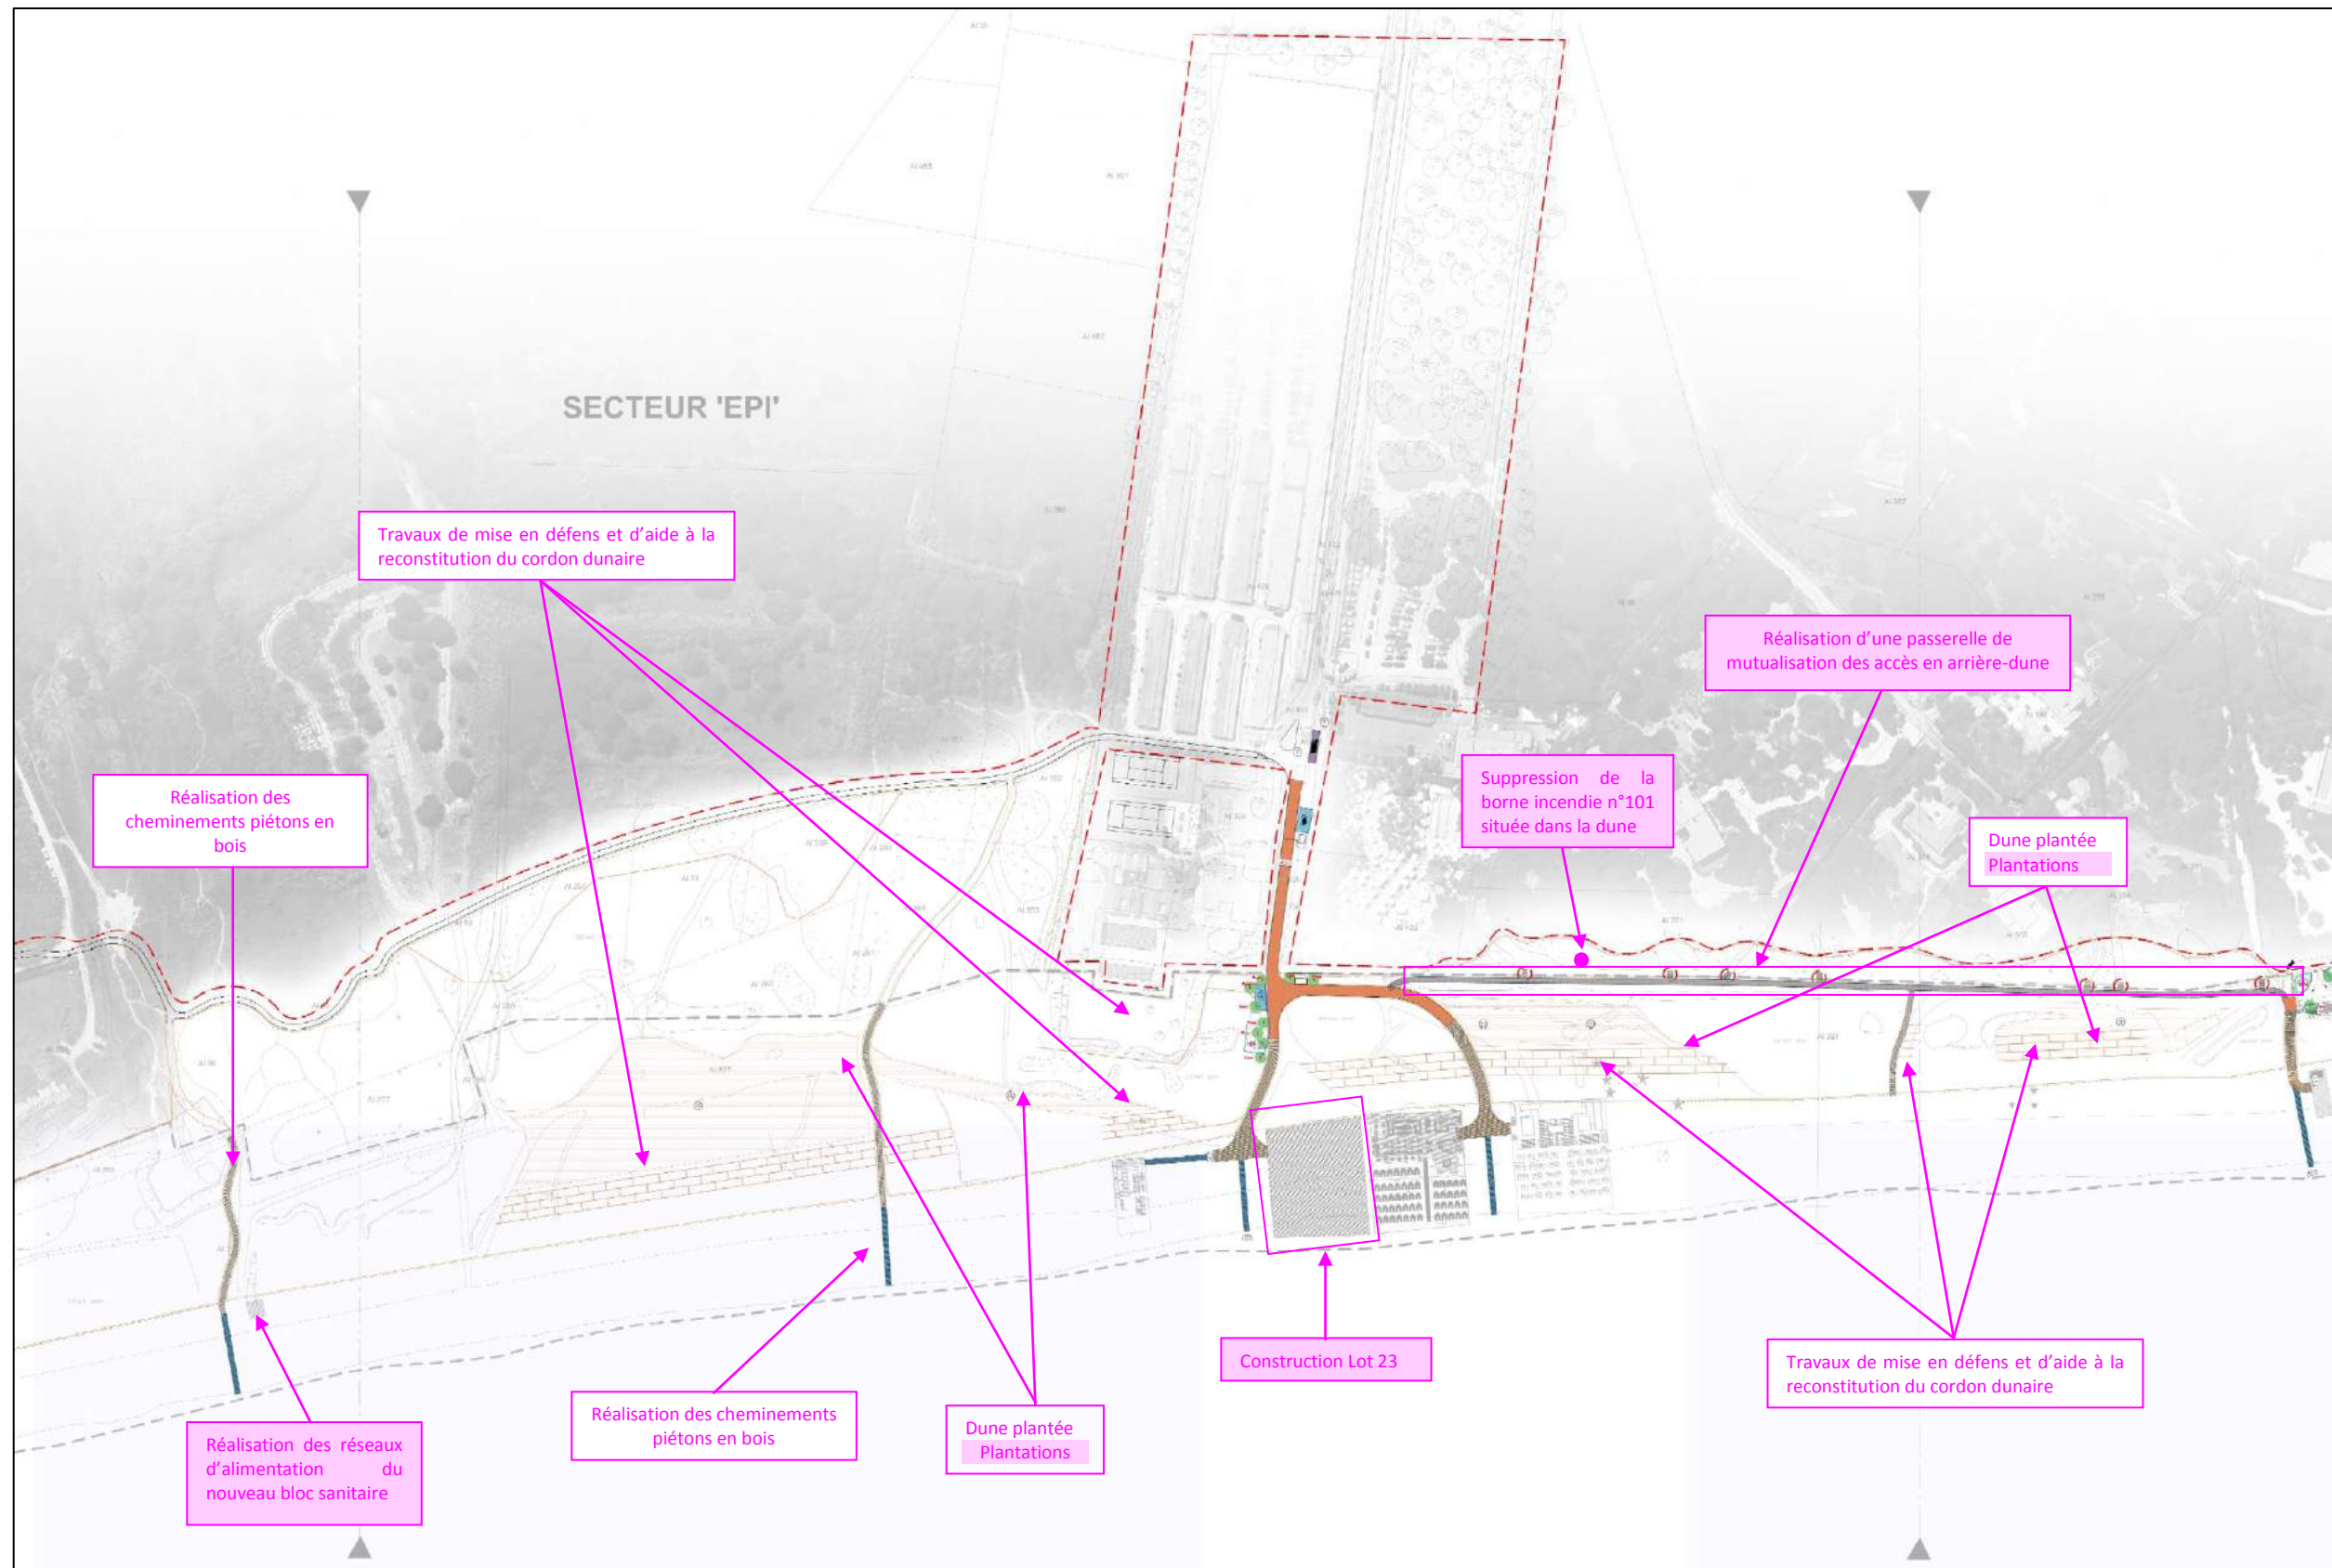 SECTEUR 'EPI'
Travaux de mise en défens et d'aide à la
reconstitution du cordon dunaire
Réalisation d'une passerelle de
mutualisation des accès en arrière-dune
Réalisation des
cheminements piétons en
bois
Suppression de la
borne incendie n°101
située dans la dune
Dune plantée
Plantations
Construction Lot 23
Travaux de mise en défens et d'aide à la
reconstitution du cordon dunaire
Réalisation des cheminements
piétons en bois
Dune plantée
Plantations
Réalisation des réseaux
d'alimentation du
nouveau bloc sanitaire